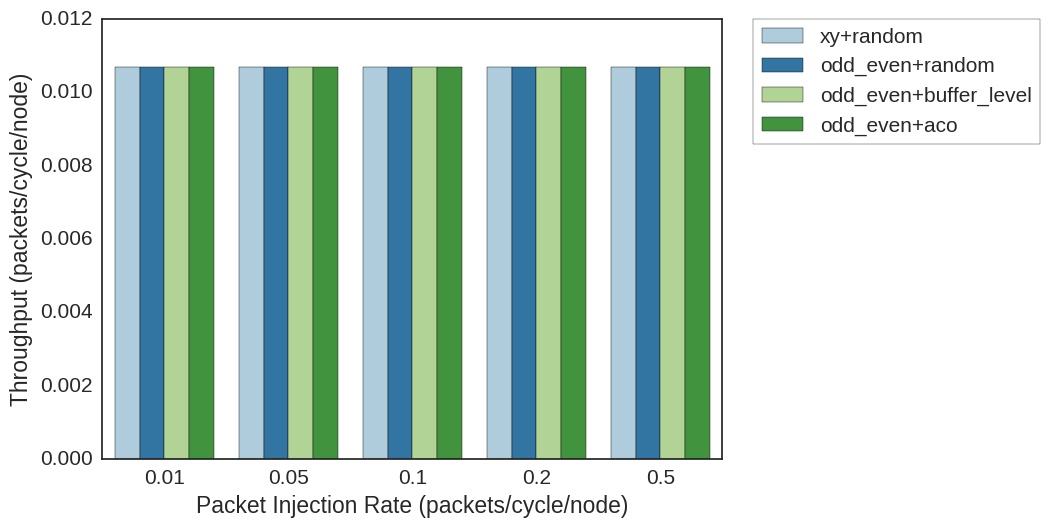 Throughput (packets/cycle/node)
0.012
0.010
0.008
0.006
0.004
0.002
0.000
0.01 0.05 0.1 0.2 0.5
Packet Injection Rate (packets/cycle/node)
xy+random
odd_even+random
odd_even+buffer_level
odd_even+aco